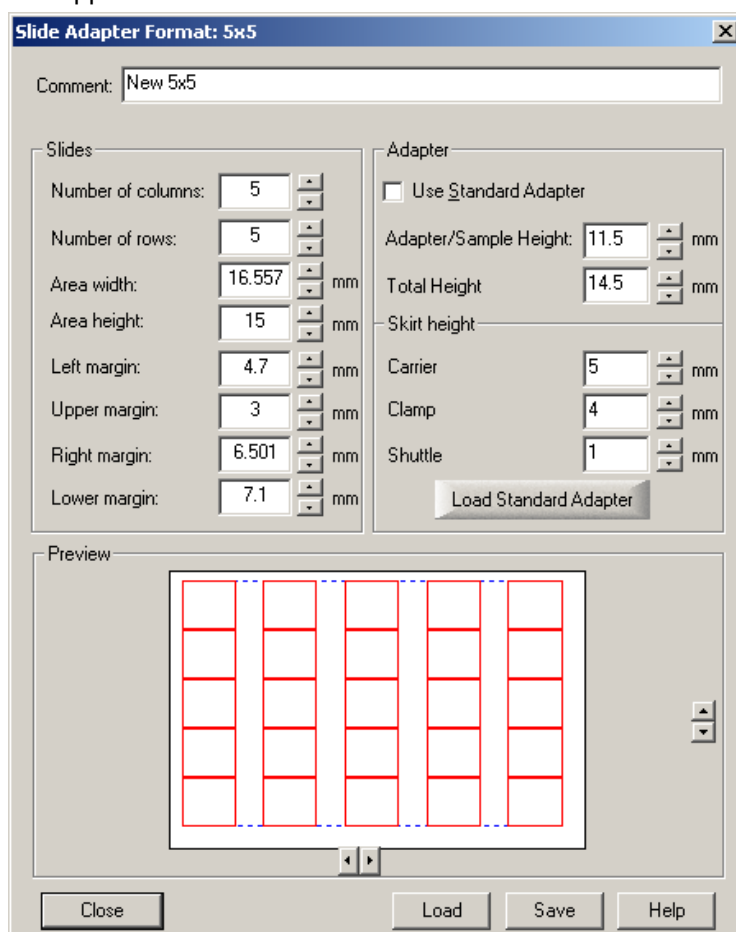 Slide Adapter Format: 5x5
Comment: New 5x5
Slides
Number of columns: 5
Number of rows: 5
Area width: 16.557 mm
Area height: 15 mm
Left margin: 4.7 mm
Upper margin: 3 mm
Right margin: 6.501 mm
Lower margin: 7.1 mm
Adapter
Use Standard Adapter
Adapter/Sample Height: 11.5 mm
Total Height 14.5 mm
Skirt height
Carrier 5 mm
Clamp 4 mm
Shuttle 1 mm
Load Standard Adapter
Preview
Close Load Save Help